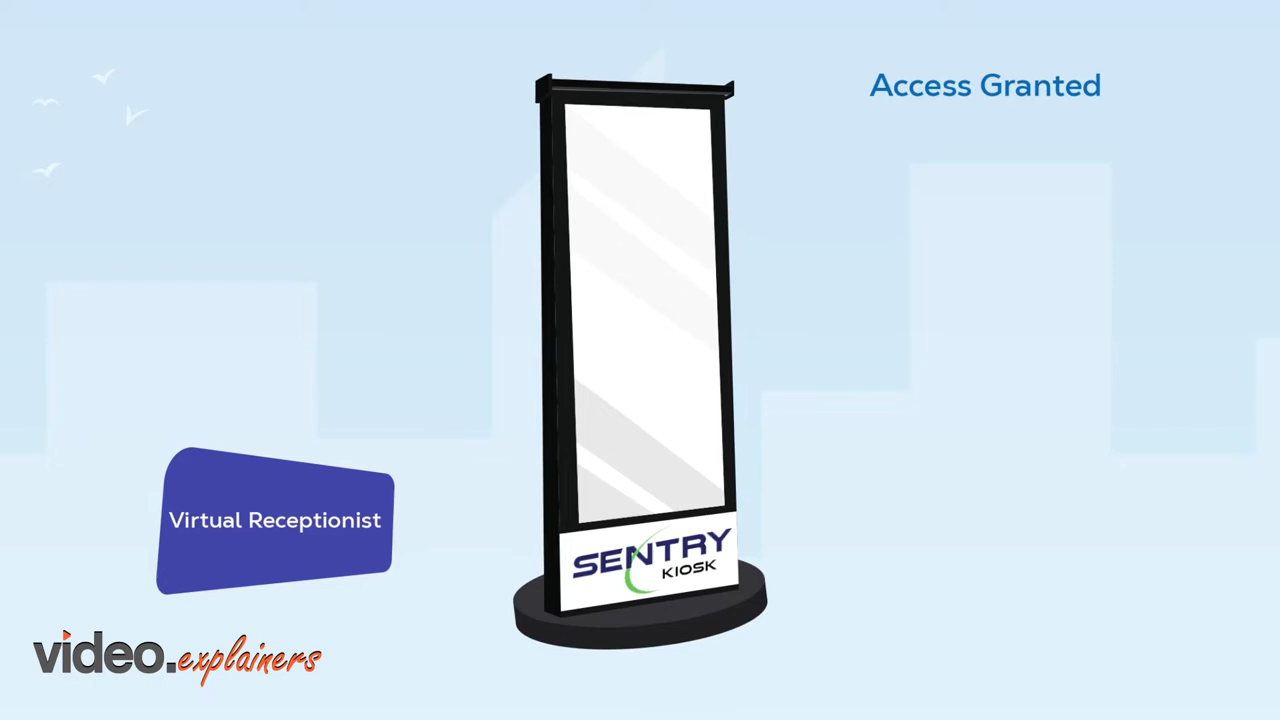 Access Granted
Virtual Receptionist
SENTRY
KIOSK
video.explainers